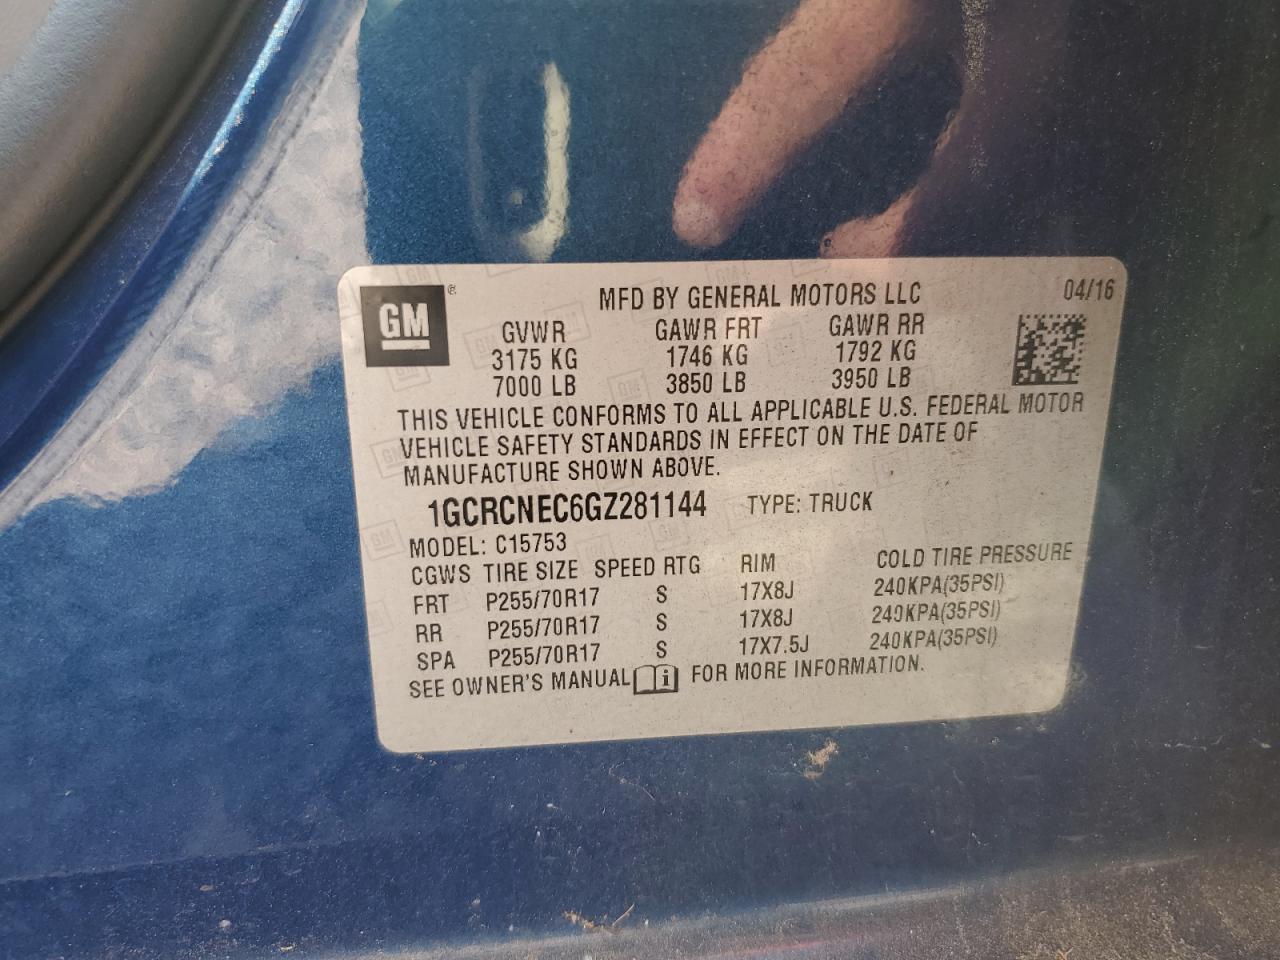 GM ®
MFD BY GENERAL MOTORS LLC 04/16
GVWR GAWR FRT GAWR RR
3175 KG 1746 KG 1792 KG
7000 LB 3850 LB 3950 LB
THIS VEHICLE CONFORMS TO ALL APPLICABLE U.S. FEDERAL MOTOR
VEHICLE SAFETY STANDARDS IN EFFECT ON THE DATE OF
MANUFACTURE SHOWN ABOVE.
1GCRCNEC6GZ281144 TYPE: TRUCK
MODEL: C15753
CGWS TIRE SIZE SPEED RTG RIM COLD TIRE PRESSURE
FRT P255/70R17 S 17X8J 240KPA(35PSI)
RR P255/70R17 S 17X8J 240KPA(35PSI)
SPA P255/70R17 S 17X7.5J 240KPA(35PSI)
SEE OWNER'S MANUAL i FOR MORE INFORMATION.